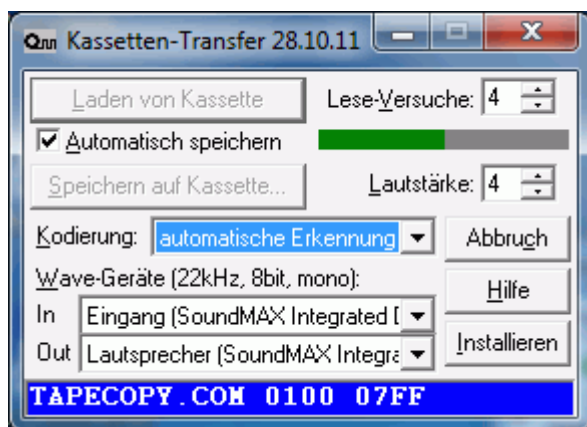 Kassetten-Transfer 28.10.11
Laden von Kassette Lese-Versuche: 4
Automatisch speichern
Speichern auf Kassette... Lautstärke: 4
Kodierung: automatische Erkennung Abbruch
Wave-Geräte (22kHz, 8bit, mono): Hilfe
In Eingang (SoundMAX Integrated D
Out Lautsprecher (SoundMAX Integra Installieren
TAPECOPY.COM 0100 07FF